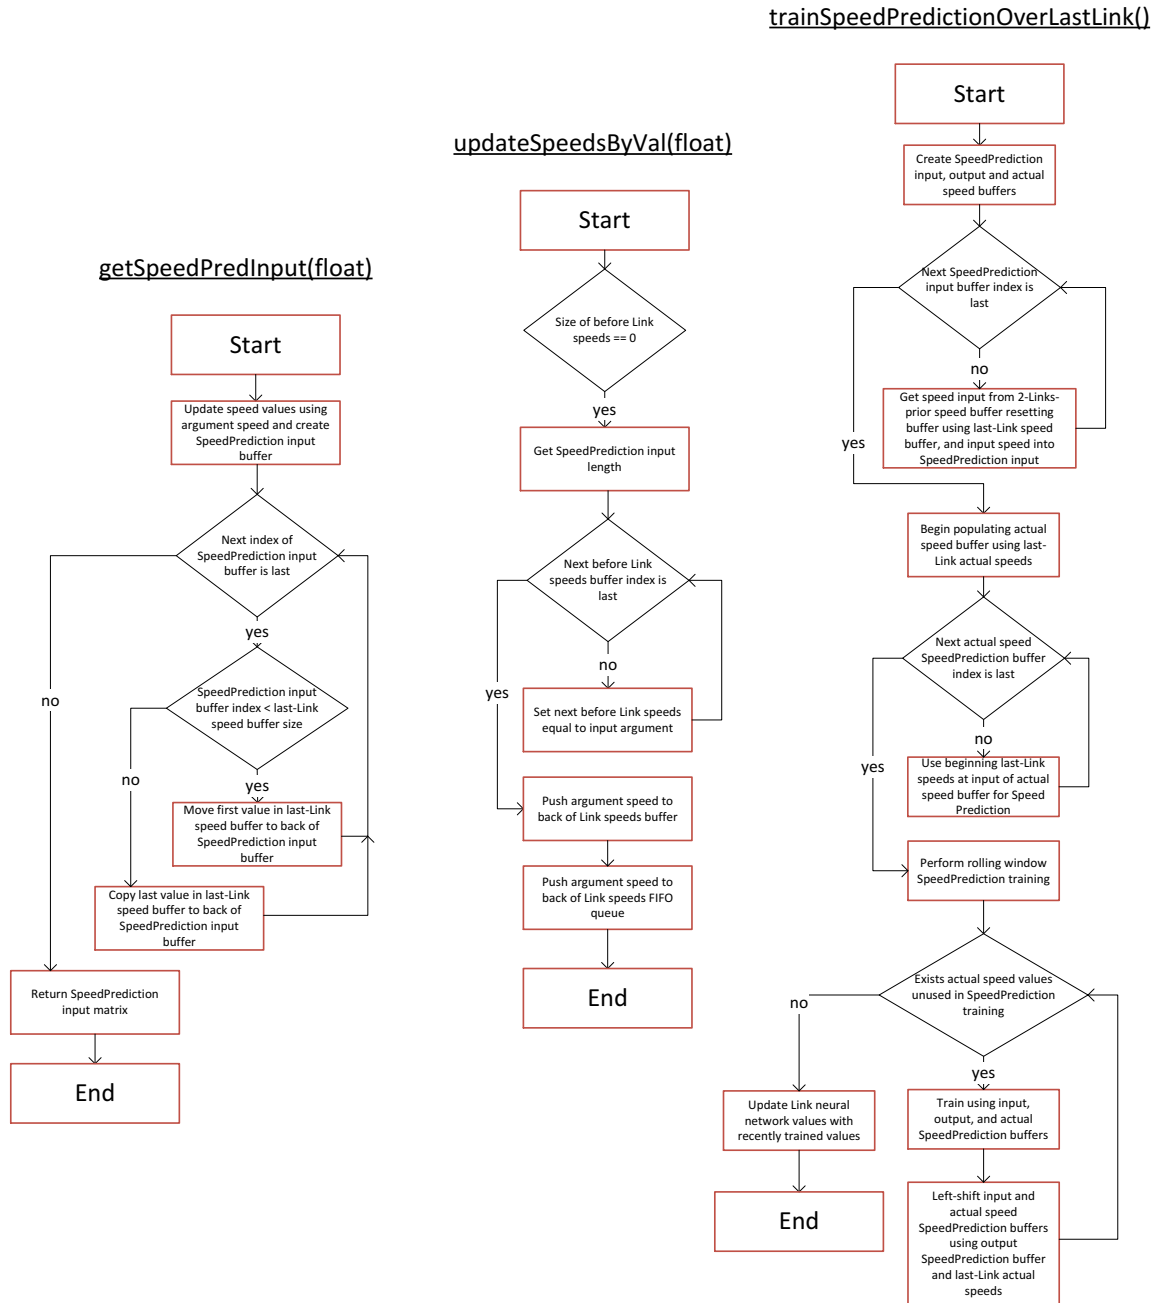 getSpeedPredInput(float)
Start
Update speed values using
argument speed and create
SpeedPrediction input
buffer
Next index of
SpeedPrediction input
buffer is last
yes
no
SpeedPrediction input
buffer index < last-Link
speed buffer size
no
yes
Move first value in last-Link
speed buffer to back of
SpeedPrediction input
buffer
Copy last value in last-Link
speed buffer to back of
SpeedPrediction input
buffer
Return SpeedPrediction
input matrix
End
updateSpeedsByVal(float)
Start
Size of before Link
speeds == 0
yes
Get SpeedPrediction input
length
Next before Link
speeds buffer index is
last
no
yes
Set next before Link speeds
equal to input argument
Push argument speed to
back of Link speeds buffer
Push argument speed to
back of Link speeds FIFO
queue
End
trainSpeedPredictionOverLastLink()
Start
Create SpeedPrediction
input, output and actual
speed buffers
Next SpeedPrediction
input buffer index is
last
no
yes
Get speed input from 2-Links-
prior speed buffer resetting
buffer using last-Link speed
buffer, and input speed into
SpeedPrediction input
Begin populating actual
speed buffer using last-
Link actual speeds
Next actual speed
SpeedPrediction buffer
index is last
no
yes
Use beginning last-Link
speeds at input of actual
speed buffer for Speed
Prediction
Perform rolling window
SpeedPrediction training
Exists actual speed values
unused in SpeedPrediction
training
no
yes
Update Link neural
network values with
recently trained values
End
Train using input,
output, and actual
SpeedPrediction buffers
Left-shift input and
actual speed
SpeedPrediction buffers
using output
SpeedPrediction buffer
and last-Link actual
speeds